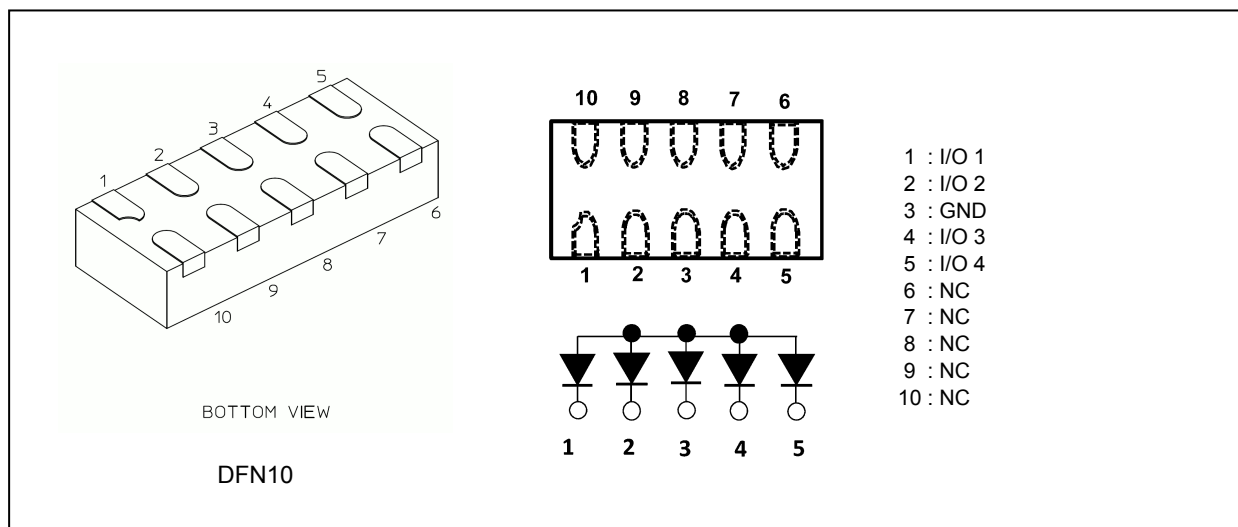 5
4
3
2
1
6
7
8
9
10
BOTTOM VIEW
DFN10
10 9 8 7 6
1 2 3 4 5
1 2 3 4 5
1 : I/O 1
2 : I/O 2
3 : GND
4 : I/O 3
5 : I/O 4
6 : NC
7 : NC
8 : NC
9 : NC
10 : NC